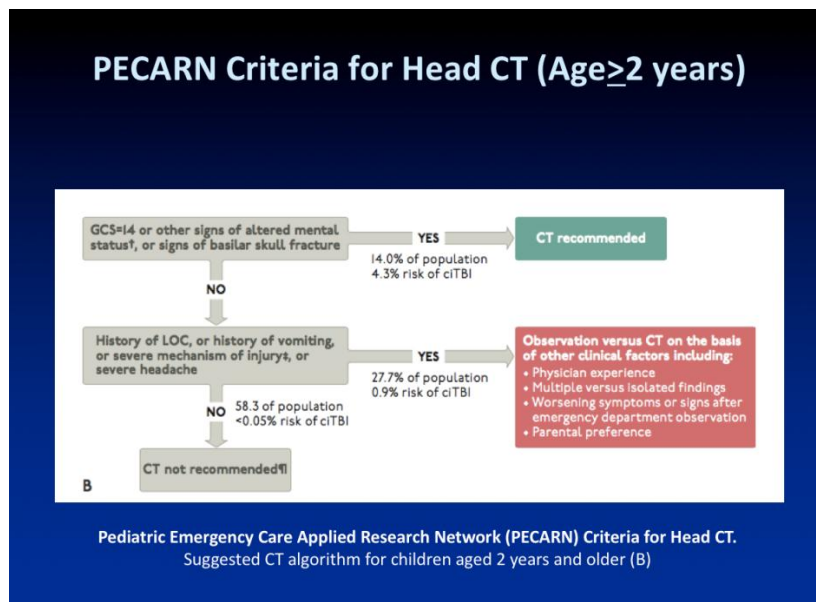 PECARN Criteria for Head CT (Age≥2 years)
GCS=14 or other signs of altered mental
status†, or signs of basilar skull fracture
YES
14.0% of population
4.3% risk of ciTBI
CT recommended
NO
History of LOC, or history of vomiting,
or severe mechanism of injury‡, or
severe headache
YES
27.7% of population
0.9% risk of ciTBI
Observation versus CT on the basis
of other clinical factors including:
• Physician experience
• Multiple versus isolated findings
• Worsening symptoms or signs after
emergency department observation
• Parental preference
NO
58.3 of population
<0.05% risk of ciTBI
CT not recommended¶
B
Pediatric Emergency Care Applied Research Network (PECARN) Criteria for Head CT.
Suggested CT algorithm for children aged 2 years and older (B)